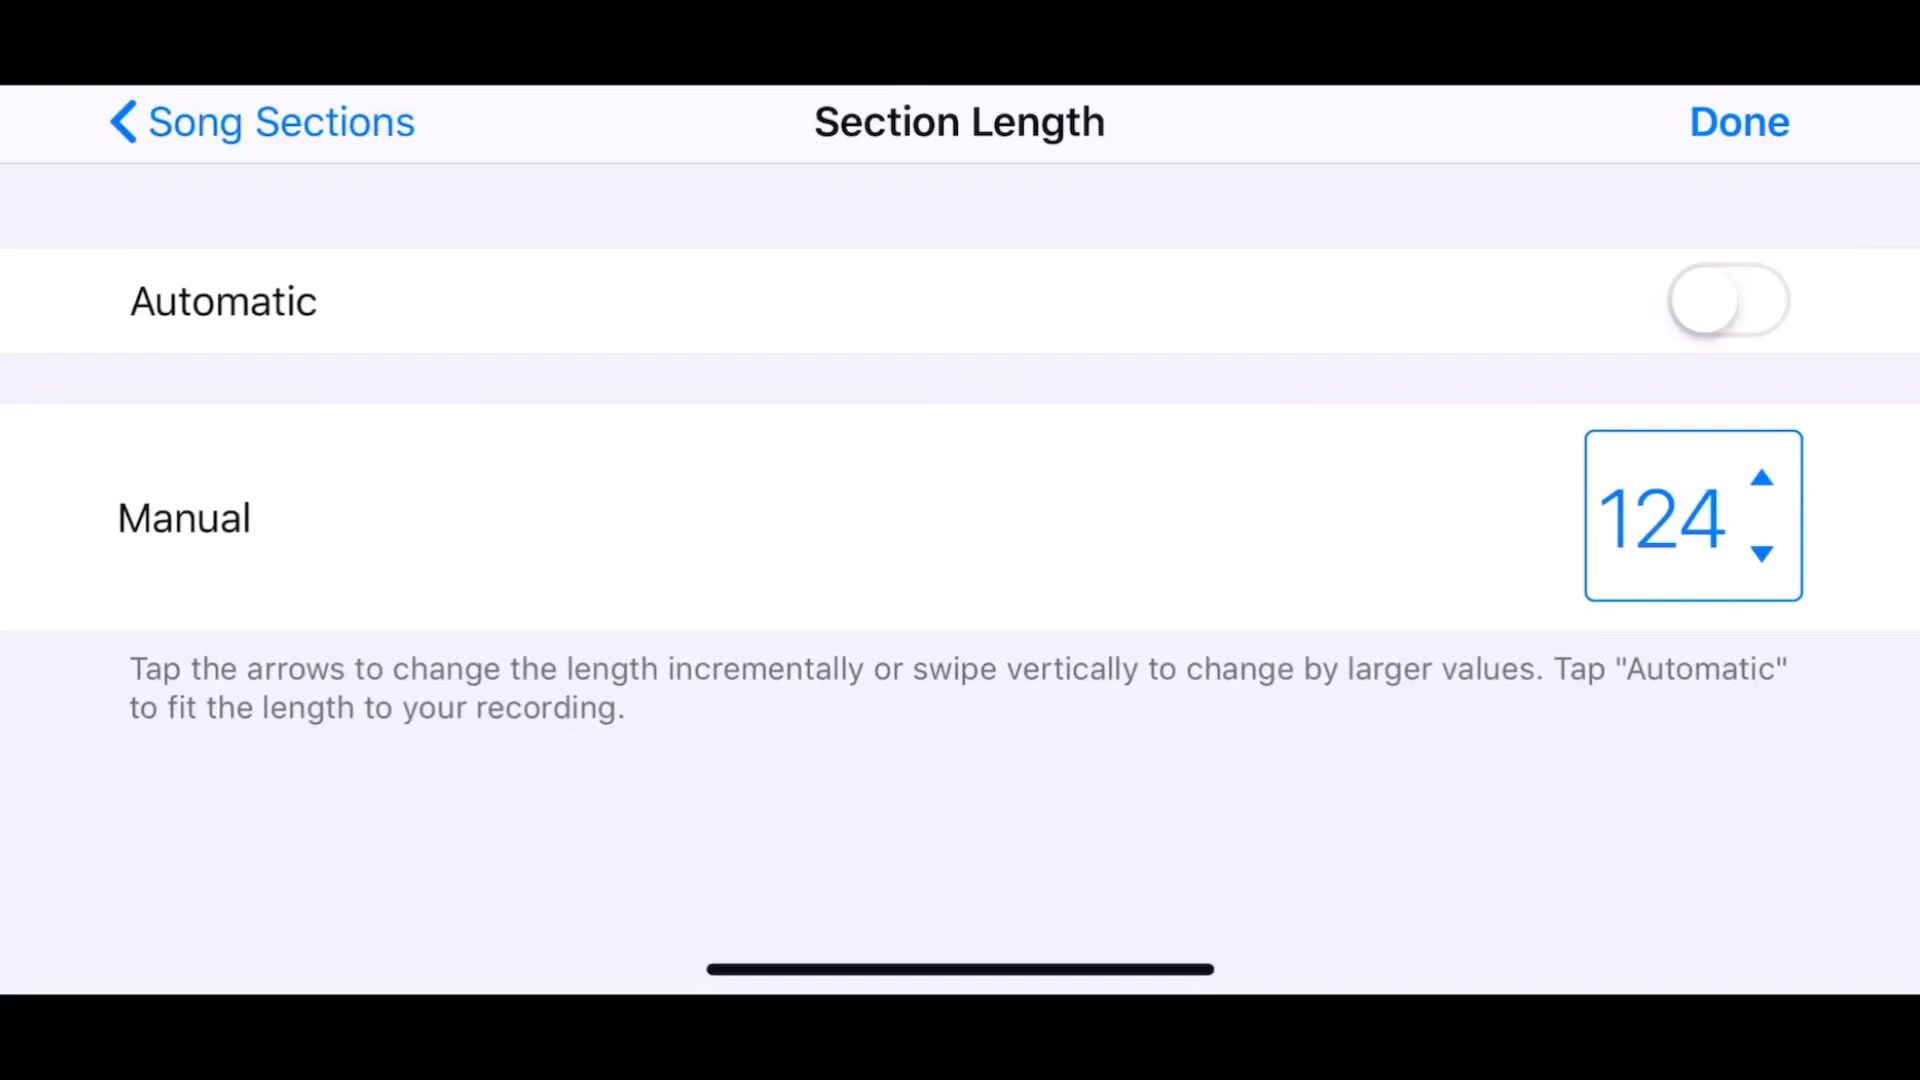 Song Sections
Section Length
Done
Automatic
Manual
124
Tap the arrows to change the length incrementally or swipe vertically to change by larger values. Tap "Automatic"
to fit the length to your recording.